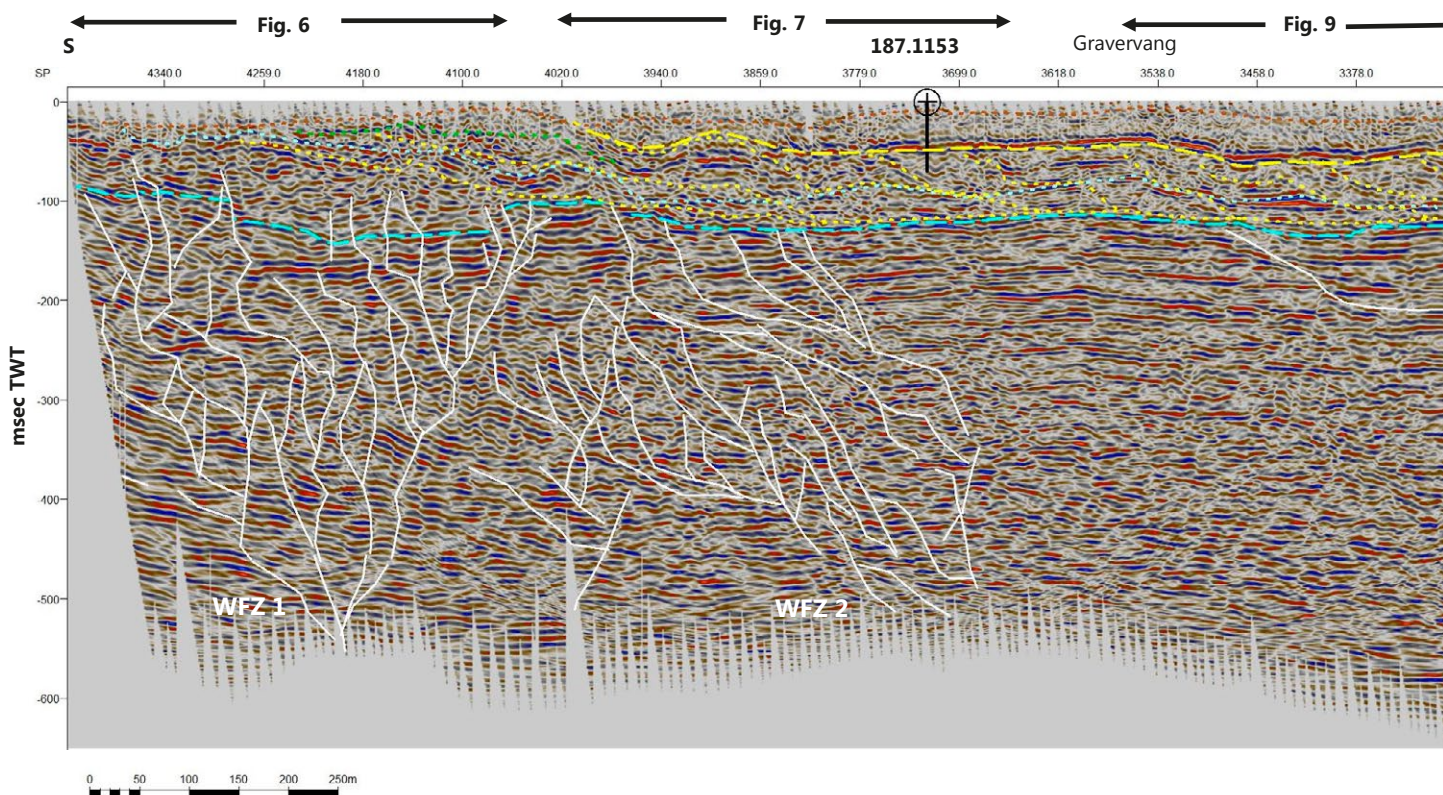 Fig. 6 Fig. 7 Fig. 9
S 187.1153 Gravervang
SP 4340.0 4259.0 4180.0 4100.0 4020.0 3940.0 3859.0 3779.0 3699.0 3618.0 3538.0 3458.0 3378.0
0
-100
-200
-300
-400
-500
-600
msec TWT
WFZ 1 WFZ 2
0 50 100 150 200 250m